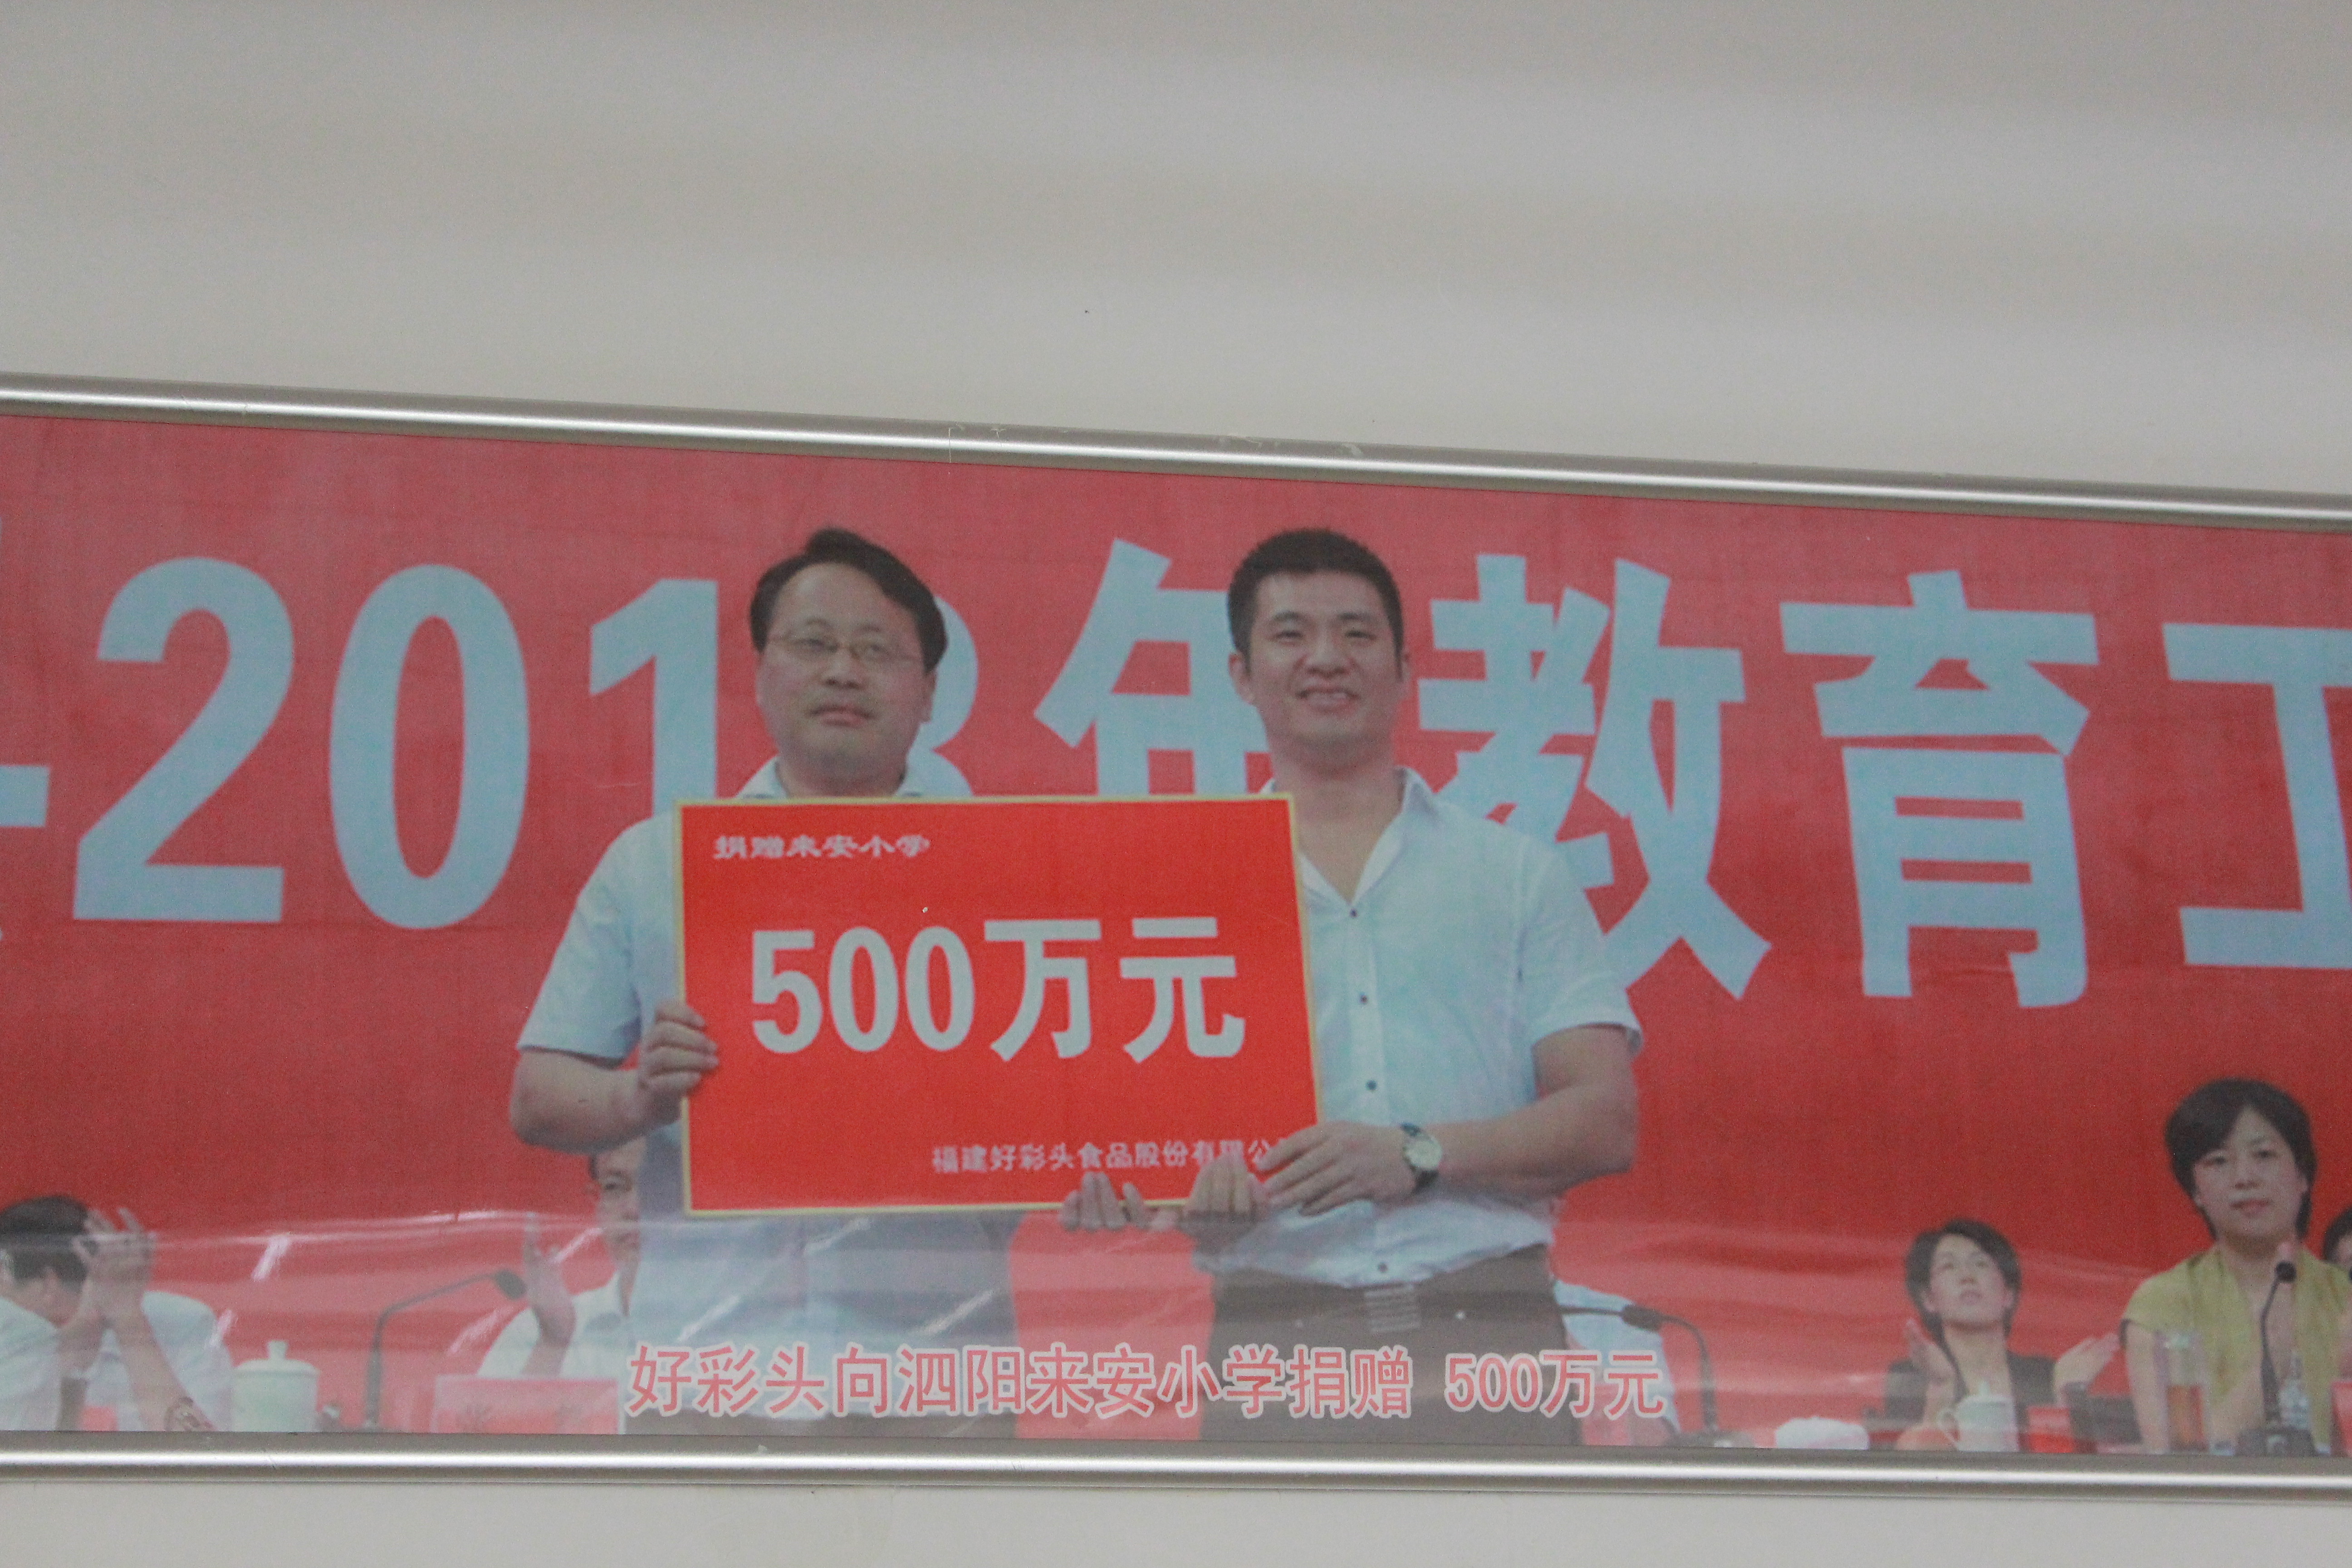 -2013年教育工
捐赠来安小学
500万元
福建好彩头食品股份有限公
好彩头向泗阳来安小学捐赠 500万元